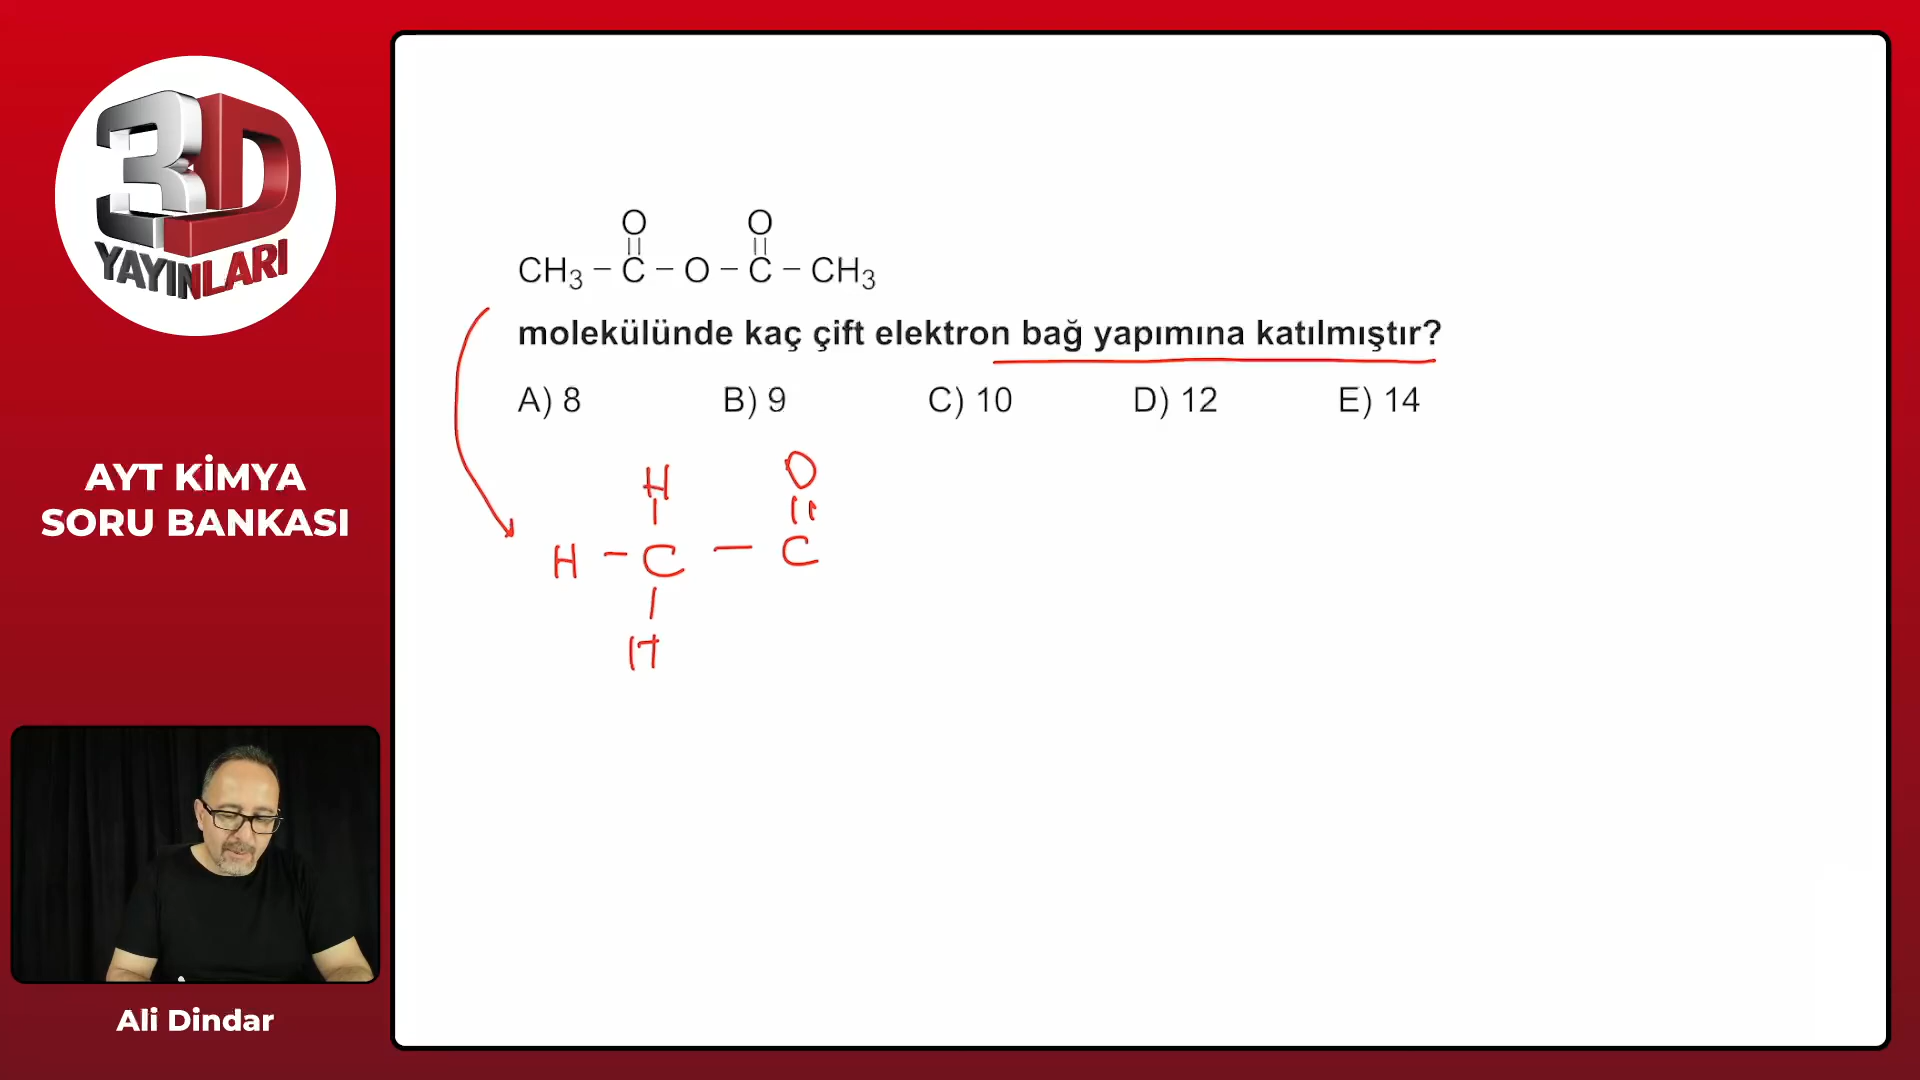 3D
YAYINLARI
AYT KİMYA
SORU BANKASI
Ali Dindar
O O
|| ||
CH₃ – C – O – C – CH₃
molekülünde kaç çift elektron bağ yapımına katılmıştır?
A) 8 B) 9 C) 10 D) 12 E) 14
H O
| ||
H – C – C
|
H